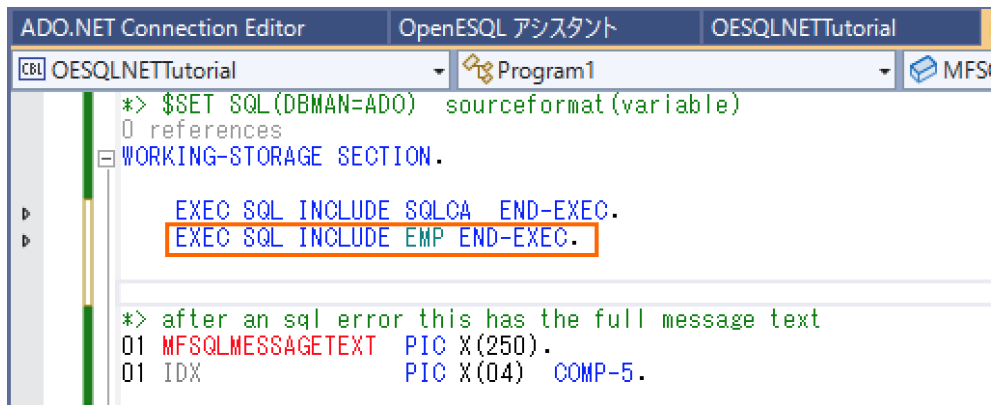 ADO.NET Connection Editor OpenESQL アシスタント OESQLNETTutorial
CBL OESQLNETTutorial Program1 MFS
*> $SET SQL(DBMAN=ADO)  sourceformat(variable)
0 references
WORKING-STORAGE SECTION.
EXEC SQL INCLUDE SQLCA  END-EXEC.
EXEC SQL INCLUDE EMP END-EXEC.
*> after an sql error this has the full message text
01 MFSQLMESSAGETEXT  PIC X(250).
01 IDX               PIC X(04)  COMP-5.